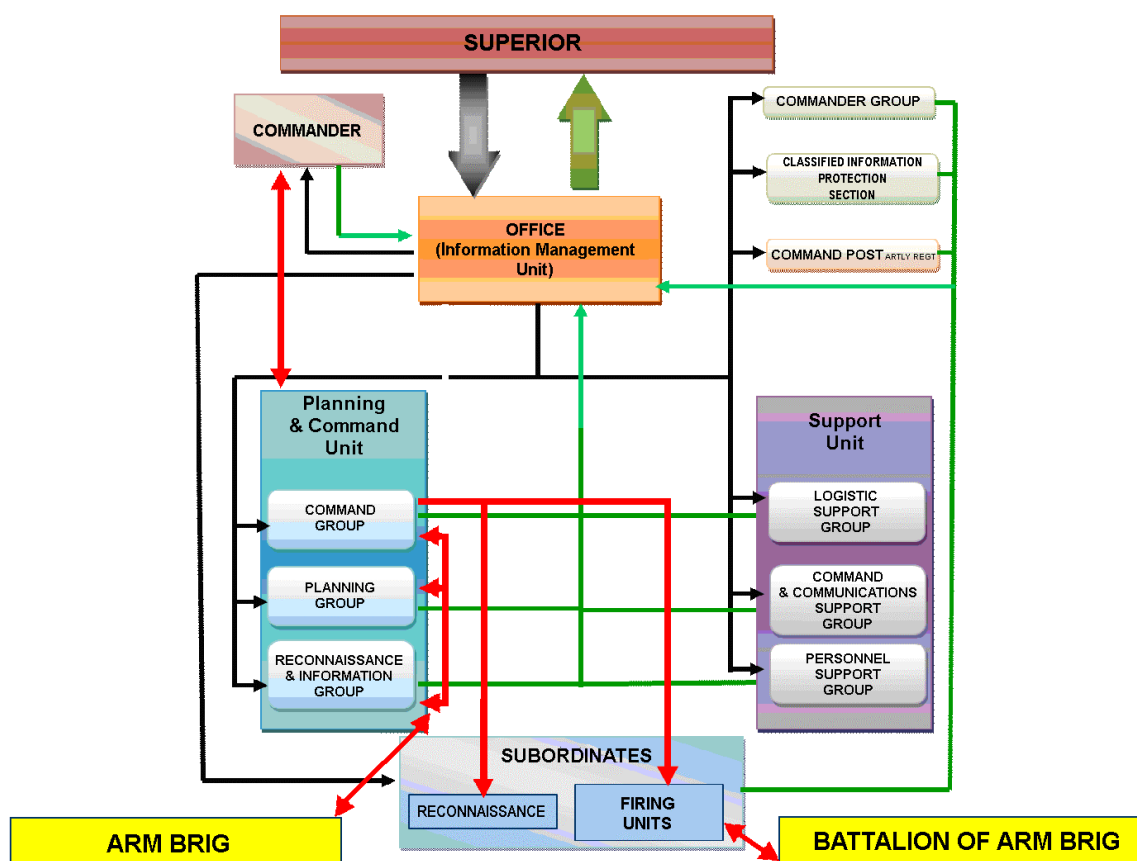 SUPERIOR
COMMANDER
COMMANDER GROUP
CLASSIFIED INFORMATION
PROTECTION
SECTION
OFFICE
(Information Management
Unit)
COMMAND POST ARTLY REGT
Planning
& Command
Unit
Support
Unit
COMMAND
GROUP
LOGISTIC
SUPPORT
GROUP
PLANNING
GROUP
COMMAND
& COMMUNICATIONS
SUPPORT
GROUP
RECONNAISSANCE
& INFORMATION
GROUP
PERSONNEL
SUPPORT
GROUP
SUBORDINATES
RECONNAISSANCE
FIRING
UNITS
ARM BRIG
BATTALION OF ARM BRIG